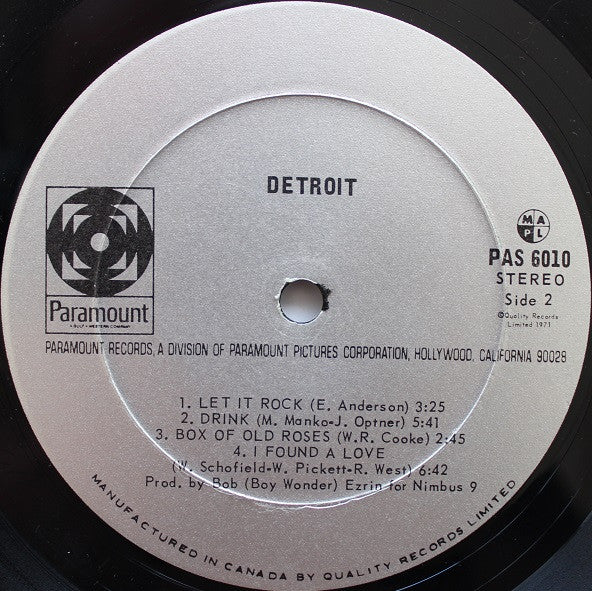 DETROIT
M A
P L
PAS 6010
STEREO
Side 2
©Quality Records
Limited 1971
Paramount
A GULF + WESTERN COMPANY
PARAMOUNT RECORDS, A DIVISION OF PARAMOUNT PICTURES CORPORATION, HOLLYWOOD, CALIFORNIA 90028
1. LET IT ROCK (E. Anderson) 3:25
2. DRINK (M. Manko-J. Optner) 5:41
3. BOX OF OLD ROSES (W.R. Cooke) 2:45
4. I FOUND A LOVE
(W. Schofield-W. Pickett-R. West) 6:42
Prod. by Bob (Boy Wonder) Ezrin for Nimbus 9
MANUFACTURED IN CANADA BY QUALITY RECORDS LIMITED